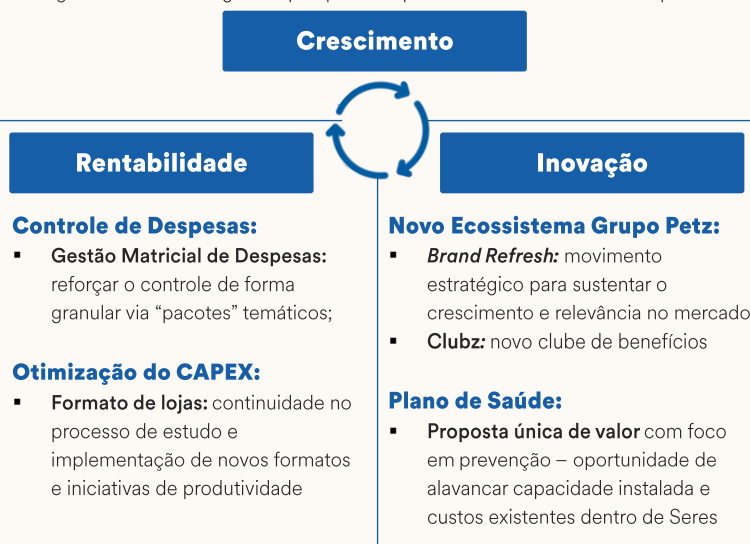 Crescimento
Rentabilidade
Controle de Despesas:
▪ Gestão Matricial de Despesas:
reforçar o controle de forma
granular via “pacotes” temáticos;
Otimização do CAPEX:
▪ Formato de lojas: continuidade no
processo de estudo e
implementação de novos formatos
e iniciativas de produtividade
Inovação
Novo Ecossistema Grupo Petz:
▪ Brand Refresh: movimento
estratégico para sustentar o
crescimento e relevância no mercado
▪ Clubz: novo clube de benefícios
Plano de Saúde:
▪ Proposta única de valor com foco
em prevenção – oportunidade de
alavancar capacidade instalada e
custos existentes dentro de Seres